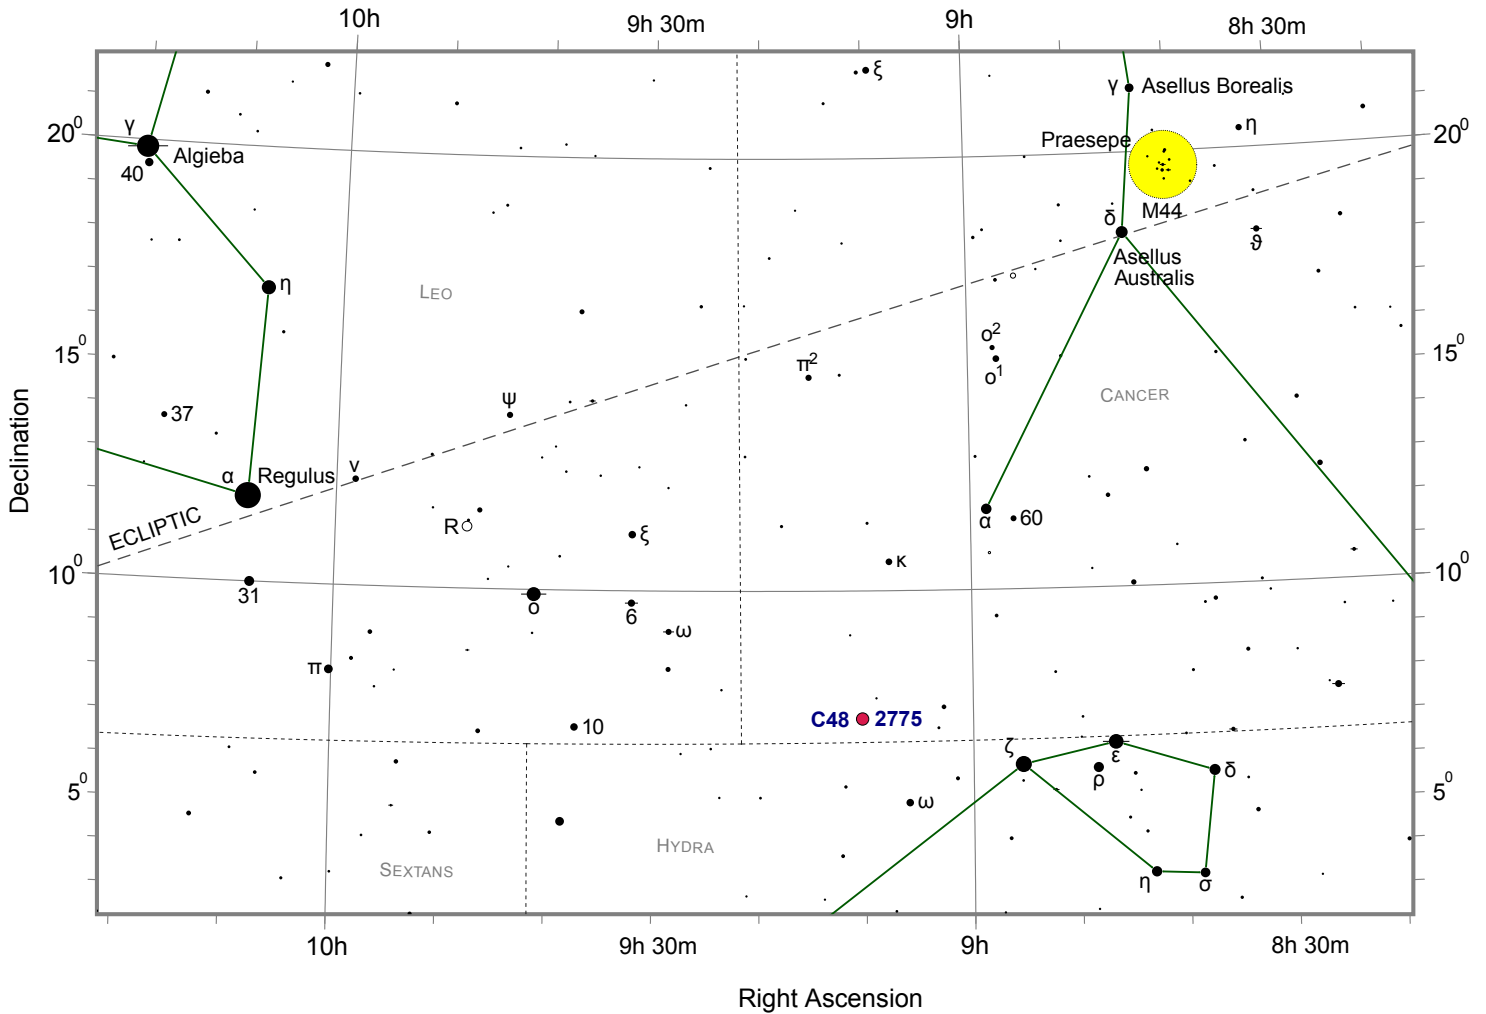 10h 9h 30m 9h 8h 30m
ξ
γ Asellus Borealis
γ
η
20⁰ Praesepe 20⁰
Algieba
40
M44
δ
ϑ
Asellus
Australis
η
LEO
o²
15⁰ π² 15⁰
o¹
CANCER
ψ
37
ν
α Regulus
α 60
ECLIPTIC
R
ξ
κ
10⁰ 10⁰
31 o 6
ω
π
C48 2775
10
ζ
ε
ρ δ
5⁰ 5⁰
ω
HYDRA
SEXTANS
η σ
10h 9h 30m 9h 8h 30m
Right Ascension
Declination